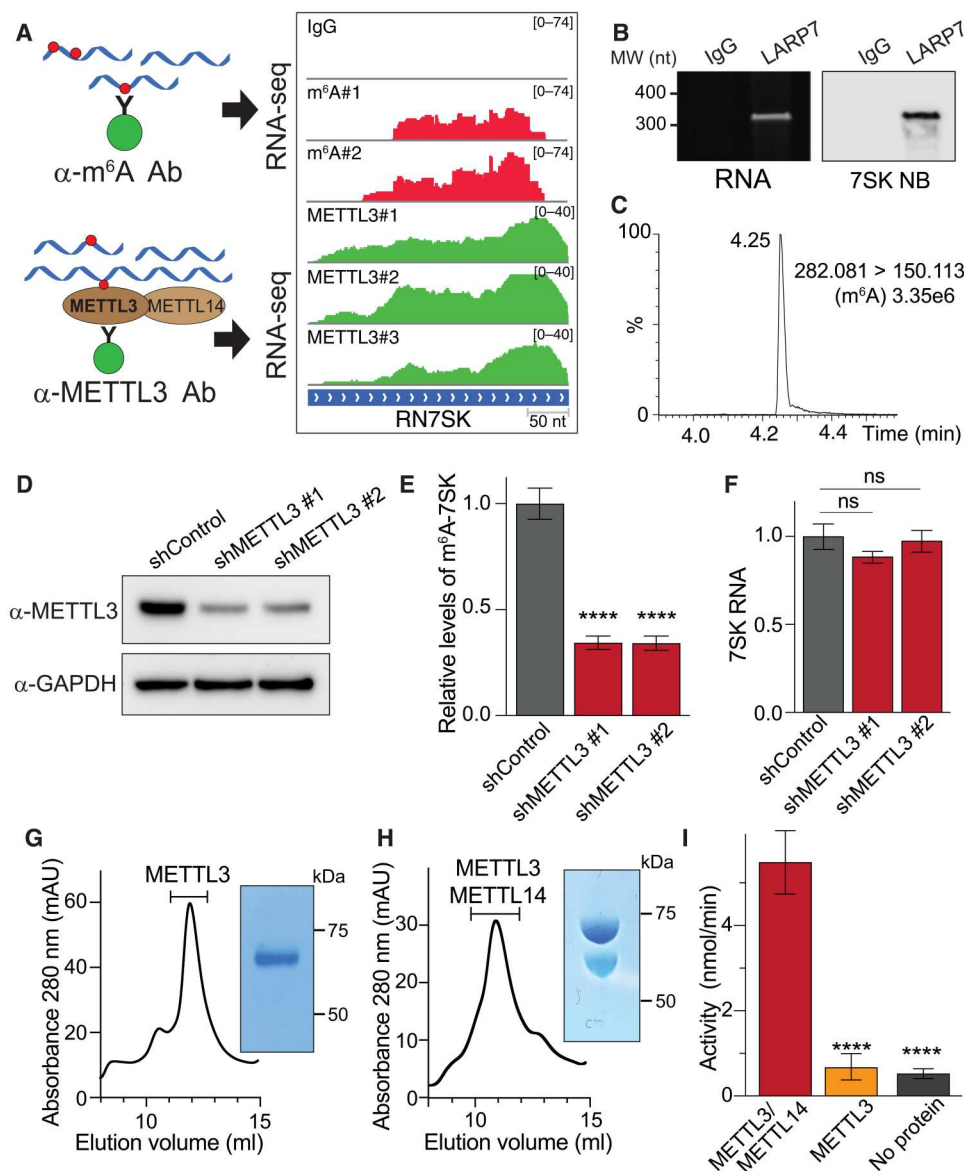 A
α-m⁶A Ab
METTL3 METTL14
α-METTL3 Ab
RNA-seq
RNA-seq
IgG [0–74]
m⁶A#1 [0–74]
m⁶A#2 [0–74]
METTL3#1 [0–40]
METTL3#2 [0–40]
METTL3#3 [0–40]
RN7SK
50 nt
B
MW (nt) IgG LARP7 IgG LARP7
400
300
RNA 7SK NB
C
100
%
0
4.25
282.081 > 150.113
(m⁶A) 3.35e6
4.0 4.2 4.4 Time (min)
D
shControl
shMETTL3 #1
shMETTL3 #2
α-METTL3
α-GAPDH
E
Relative levels of m⁶A-7SK
1.0
0.5
0.0
**** ****
shControl
shMETTL3 #1
shMETTL3 #2
F
7SK RNA
ns
ns
1.0
0.5
0.0
shControl
shMETTL3 #1
shMETTL3 #2
G
Absorbance 280 nm (mAU)
60
40
20
0
METTL3
kDa
75
50
10 15
Elution volume (ml)
H
Absorbance 280 nm (mAU)
30
20
10
0
METTL3
METTL14
kDa
75
50
10 15
Elution volume (ml)
I
Activity (nmol/min)
6
2
0
**** ****
METTL3/
METTL14
METTL3
No protein